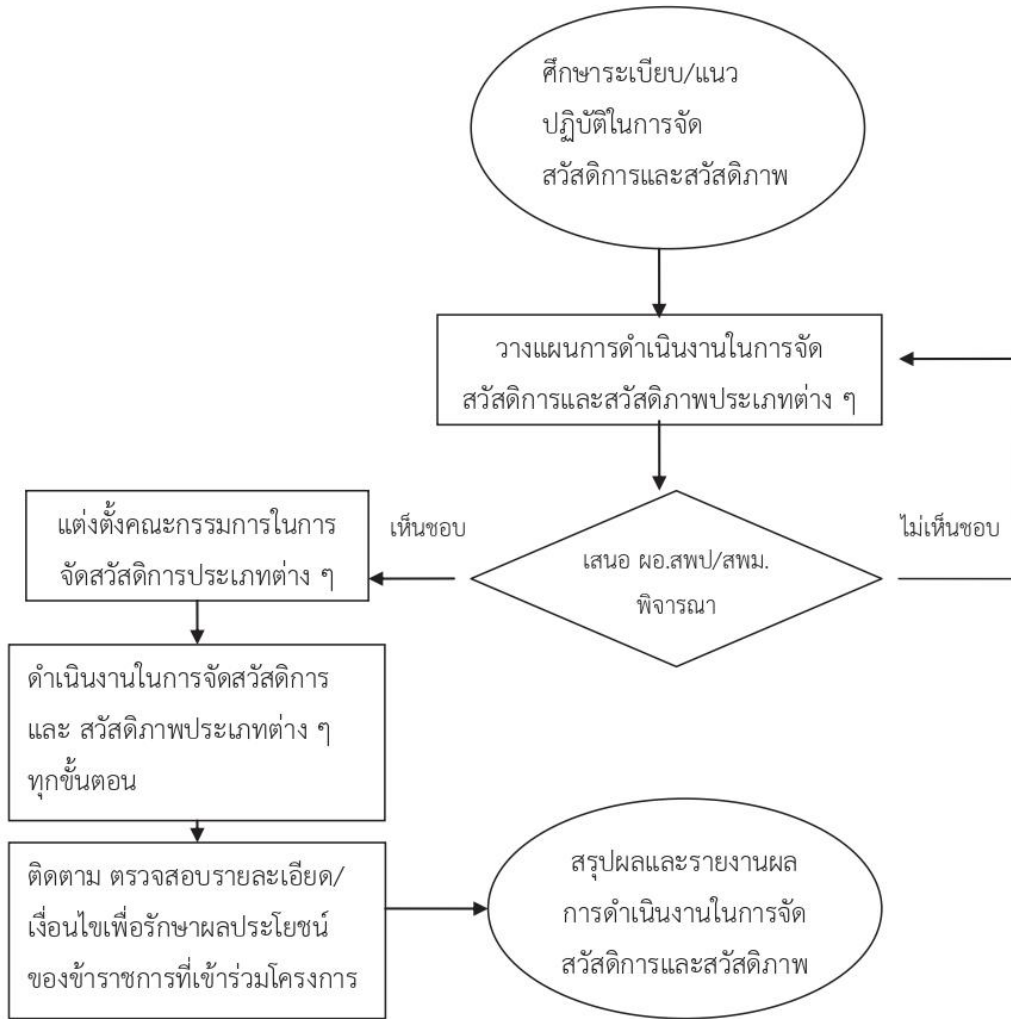 ศึกษาระเบียบ/แนว
ปฏิบัติในการจัด
สวัสดิการและสวัสดิภาพ
วางแผนการดำเนินงานในการจัด
สวัสดิการและสวัสดิภาพประเภทต่าง ๆ
เสนอ ผอ.สพป/สพม.
พิจารณา
ไม่เห็นชอบ
เห็นชอบ
แต่งตั้งคณะกรรมการในการ
จัดสวัสดิการประเภทต่าง ๆ
ดำเนินงานในการจัดสวัสดิการ
และ สวัสดิภาพประเภทต่าง ๆ
ทุกขั้นตอน
ติดตาม ตรวจสอบรายละเอียด/
เงื่อนไขเพื่อรักษาผลประโยชน์
ของข้าราชการที่เข้าร่วมโครงการ
สรุปผลและรายงานผล
การดำเนินงานในการจัด
สวัสดิการและสวัสดิภาพ